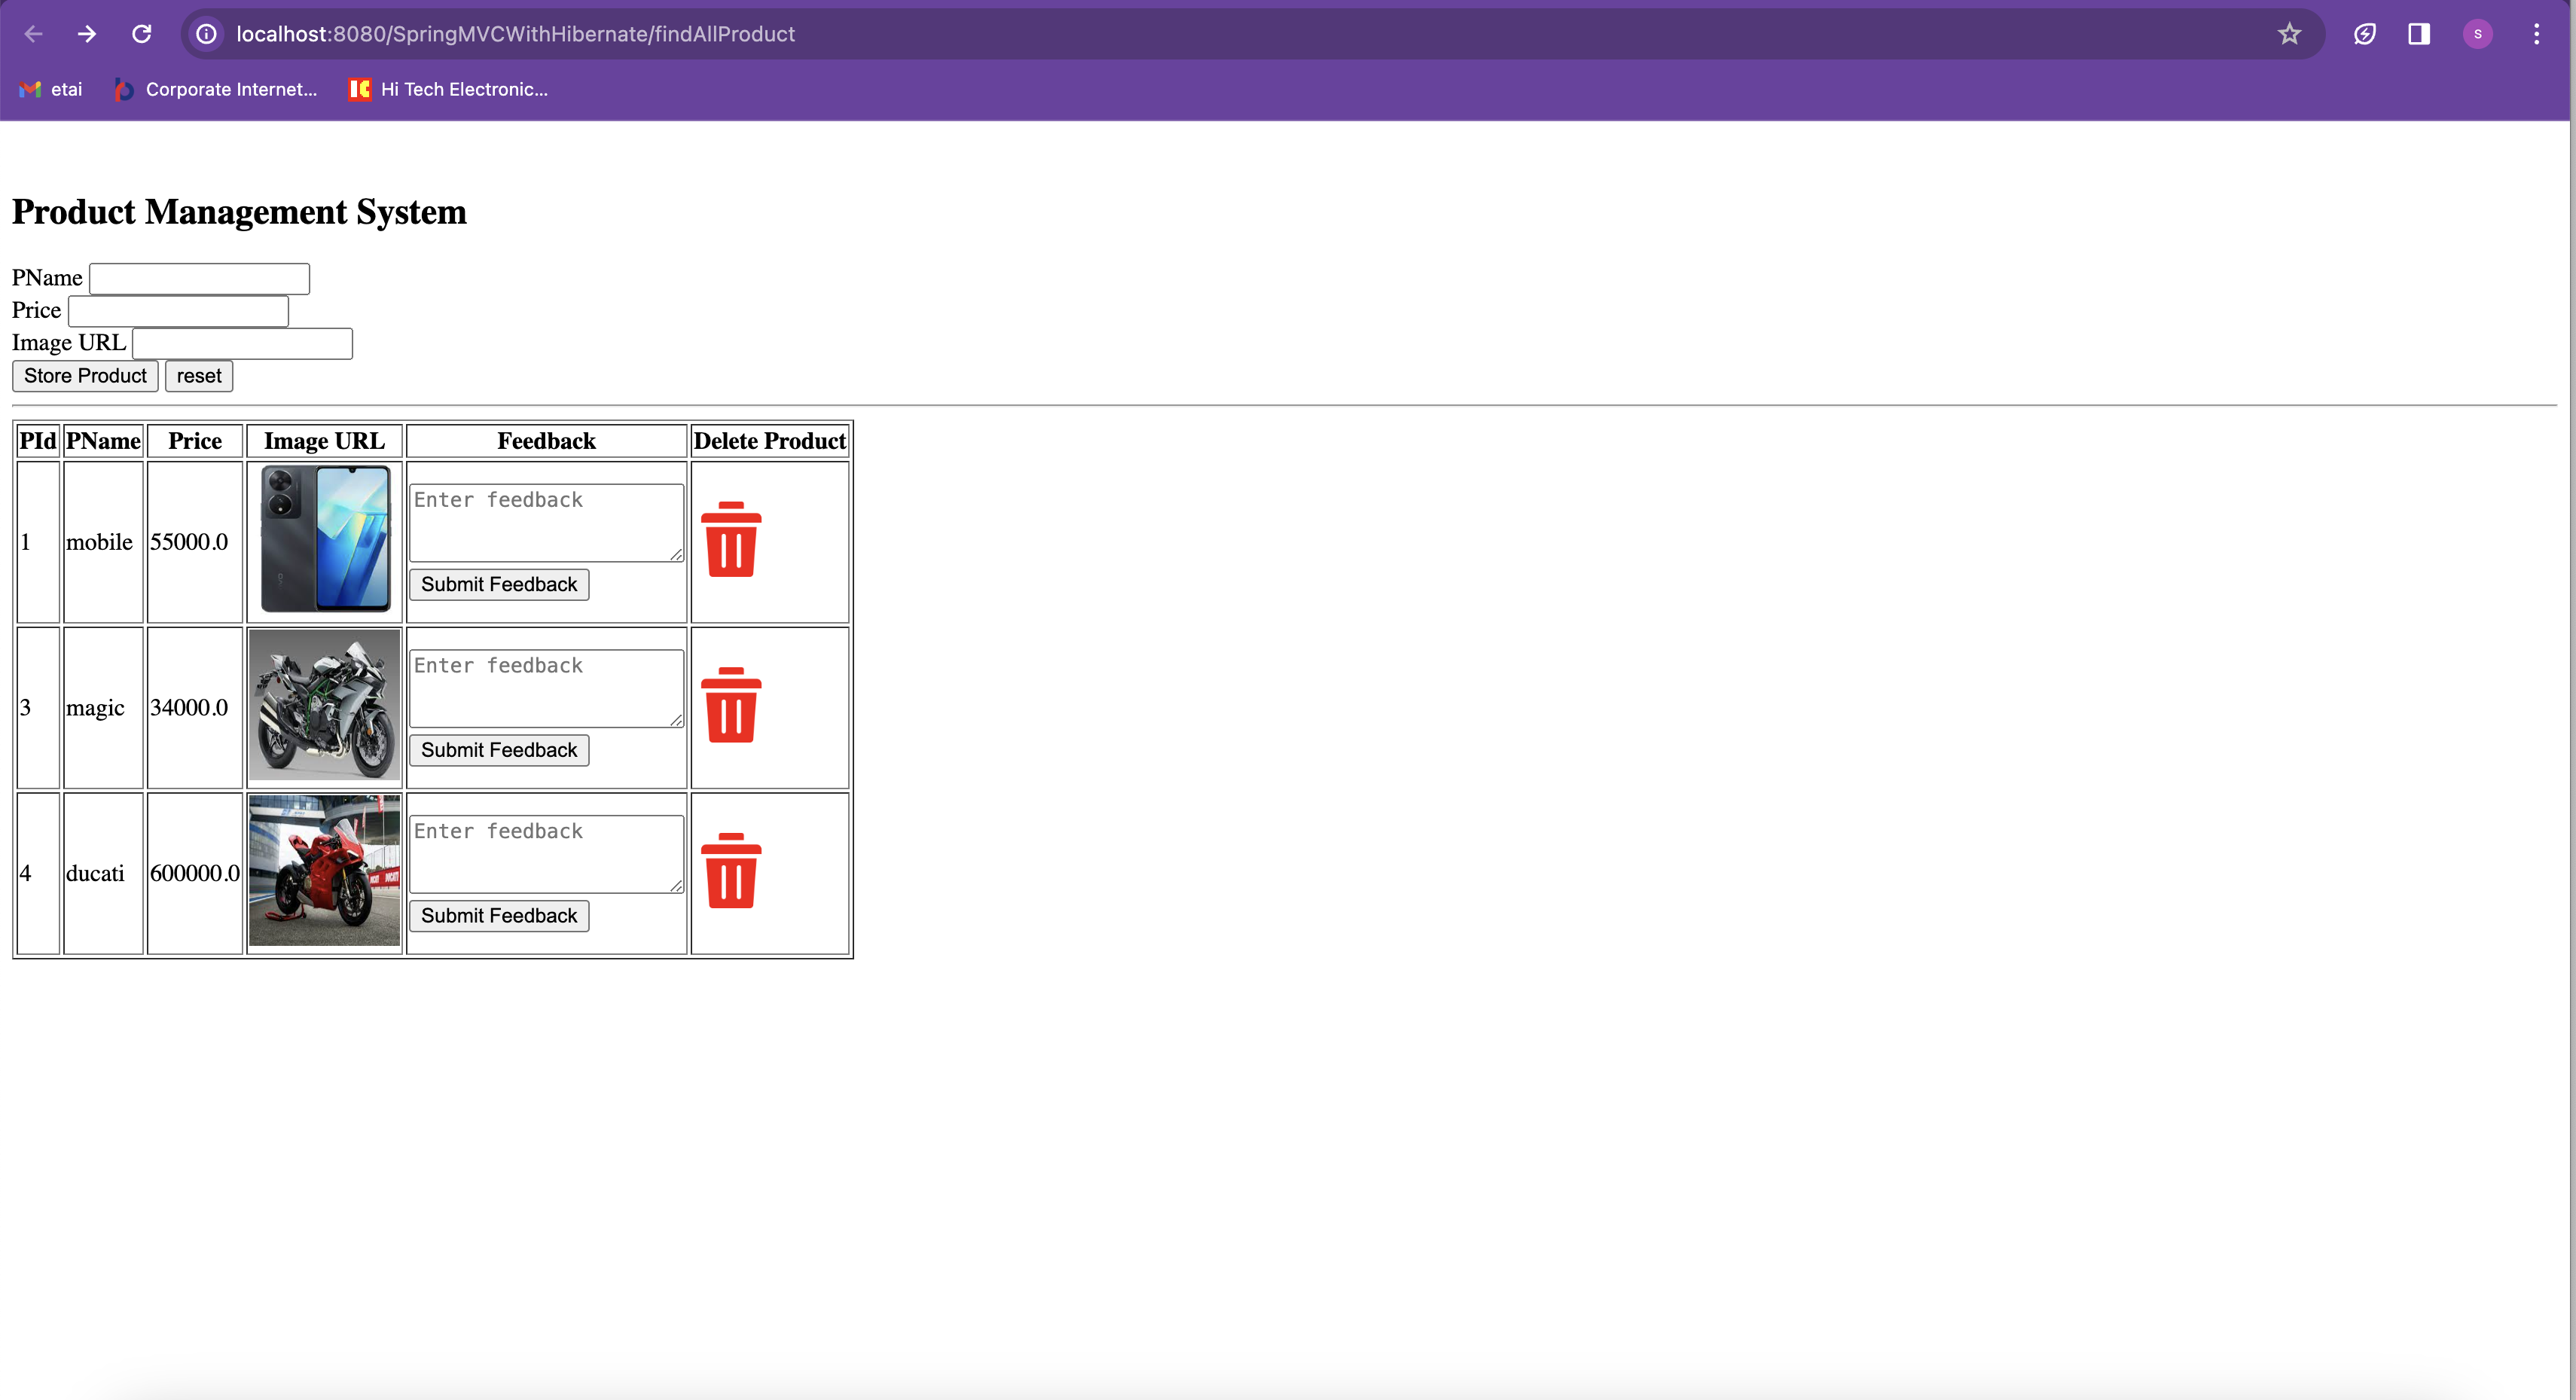 localhost:8080/SpringMVCWithHibernate/findAllProduct
S
etai Corporate Internet... Hi Tech Electronic...
Product Management System
PName
Price
Image URL
Store Product reset
PId PName Price Image URL Feedback Delete Product
1 mobile 55000.0 Enter feedback
Submit Feedback
3 magic 34000.0 Enter feedback
Submit Feedback
4 ducati 600000.0 Enter feedback
Submit Feedback